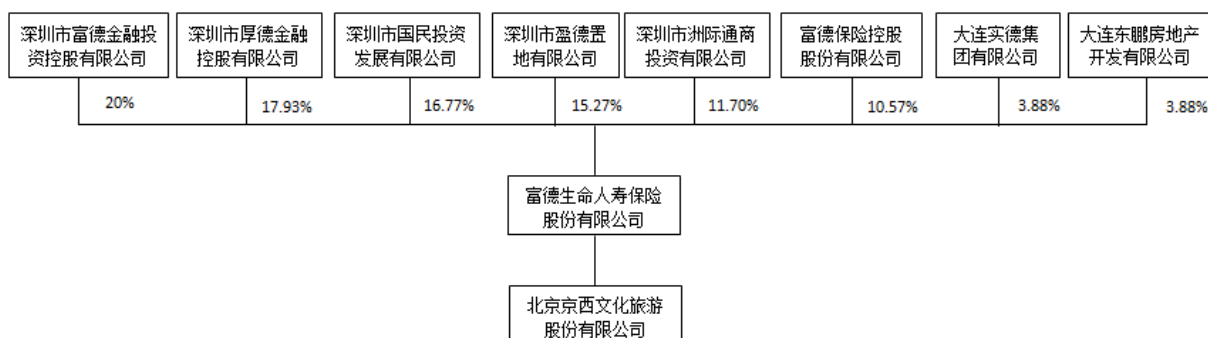 深圳市富德金融投
资控股有限公司
深圳市厚德金融
控股有限公司
深圳市国民投资
发展有限公司
深圳市盈德置
地有限公司
深圳市洲际通商
投资有限公司
富德保险控股
股份有限公司
大连实德集
团有限公司
大连东鹏房地产
开发有限公司
20%
17.93%
16.77%
15.27%
11.70%
10.57%
3.88%
3.88%
富德生命人寿保险
股份有限公司
北京京西文化旅游
股份有限公司